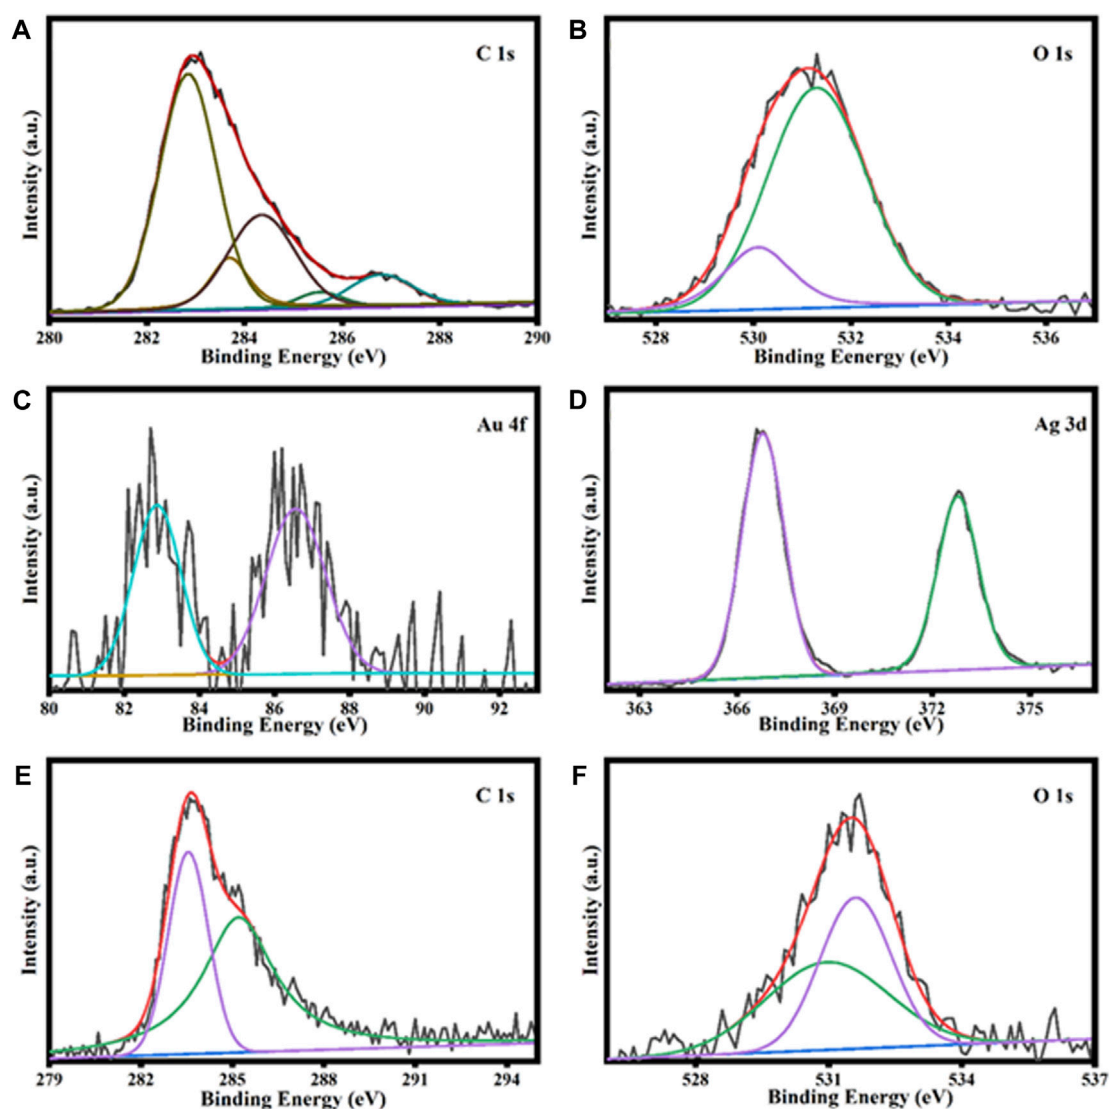 A
C 1s
Intensity (a.u.)
280 282 284 286 288 290
Binding Energy (eV)
B
O 1s
Intensity (a.u.)
528 530 532 534 536
Binding Eenergy (eV)
C
Au 4f
Intensity (a.u.)
80 82 84 86 88 90 92
Binding Energy (eV)
D
Ag 3d
Intensity (a.u.)
363 366 369 372 375
Binding Energy (eV)
E
C 1s
Intensity (a.u.)
279 282 285 288 291 294
Binding Energy (eV)
F
O 1s
Intensity (a.u.)
528 531 534 537
Binding Energy (eV)